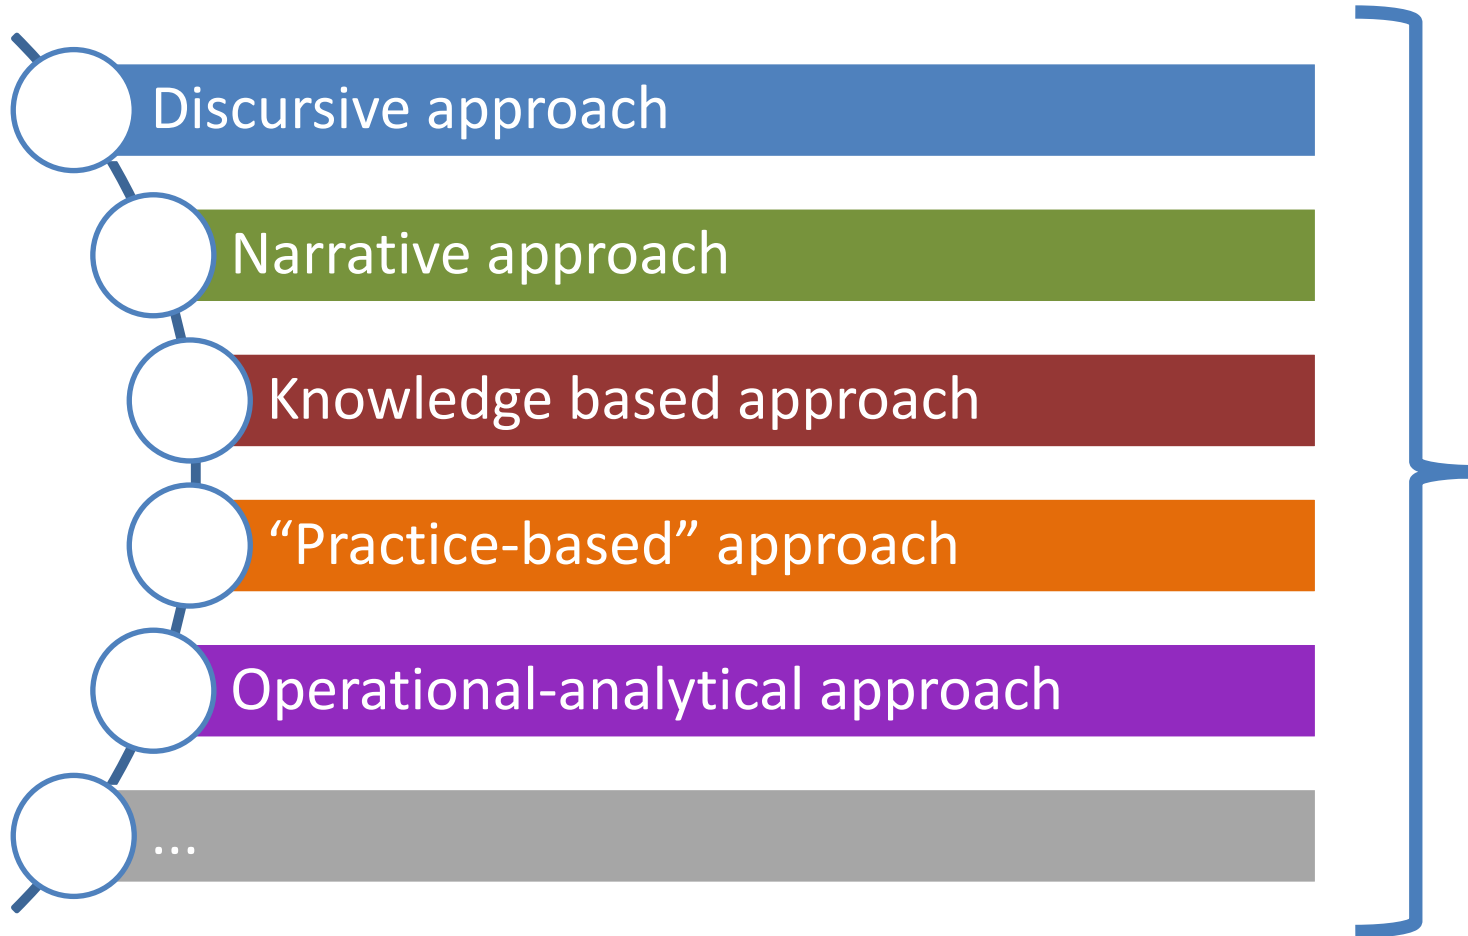 Discursive approach
Narrative approach
Knowledge based approach
“Practice-based” approach
Operational-analytical approach
...